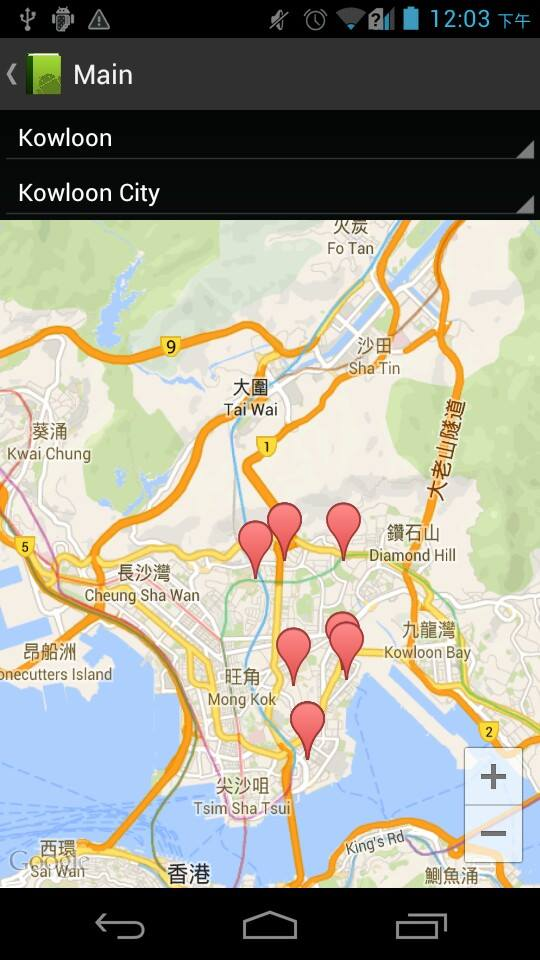 12:03 下午
Main
Kowloon
Kowloon City
火炭
Fo Tan
9
沙田
Sha Tin
大圍
Tai Wai
葵涌
Kwai Chung
1
大老山隧道
鑽石山
Diamond Hill
5
長沙灣
Cheung Sha Wan
九龍灣
Kowloon Bay
昂船洲
onecutters Island
旺角
Mong Kok
2
尖沙咀
Tsim Sha Tsui
King's Rd
西環
Google
Sai Wan
香港
鰂魚涌